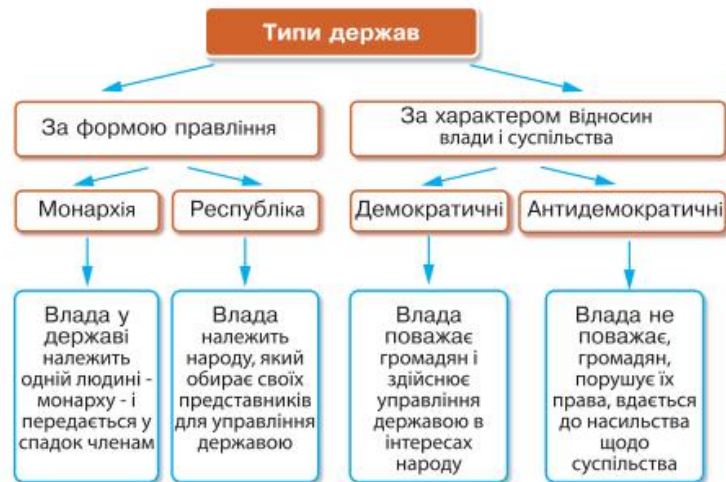 Типи держав
За формою правління
За характером відносин
влади і суспільства
Монархія
Республіка
Демократичні
Антидемократичні
Влада у
державі
належить
одній людині -
монарху - і
передається у
спадок членам
Влада
належить
народу, який
обирає своїх
представників
для управління
державою
Влада
поважає
громадян і
здійснює
управління
державою в
інтересах
народу
Влада не
поважає,
громадян,
порушує їх
права, вдається
до насильства
щодо
суспільства